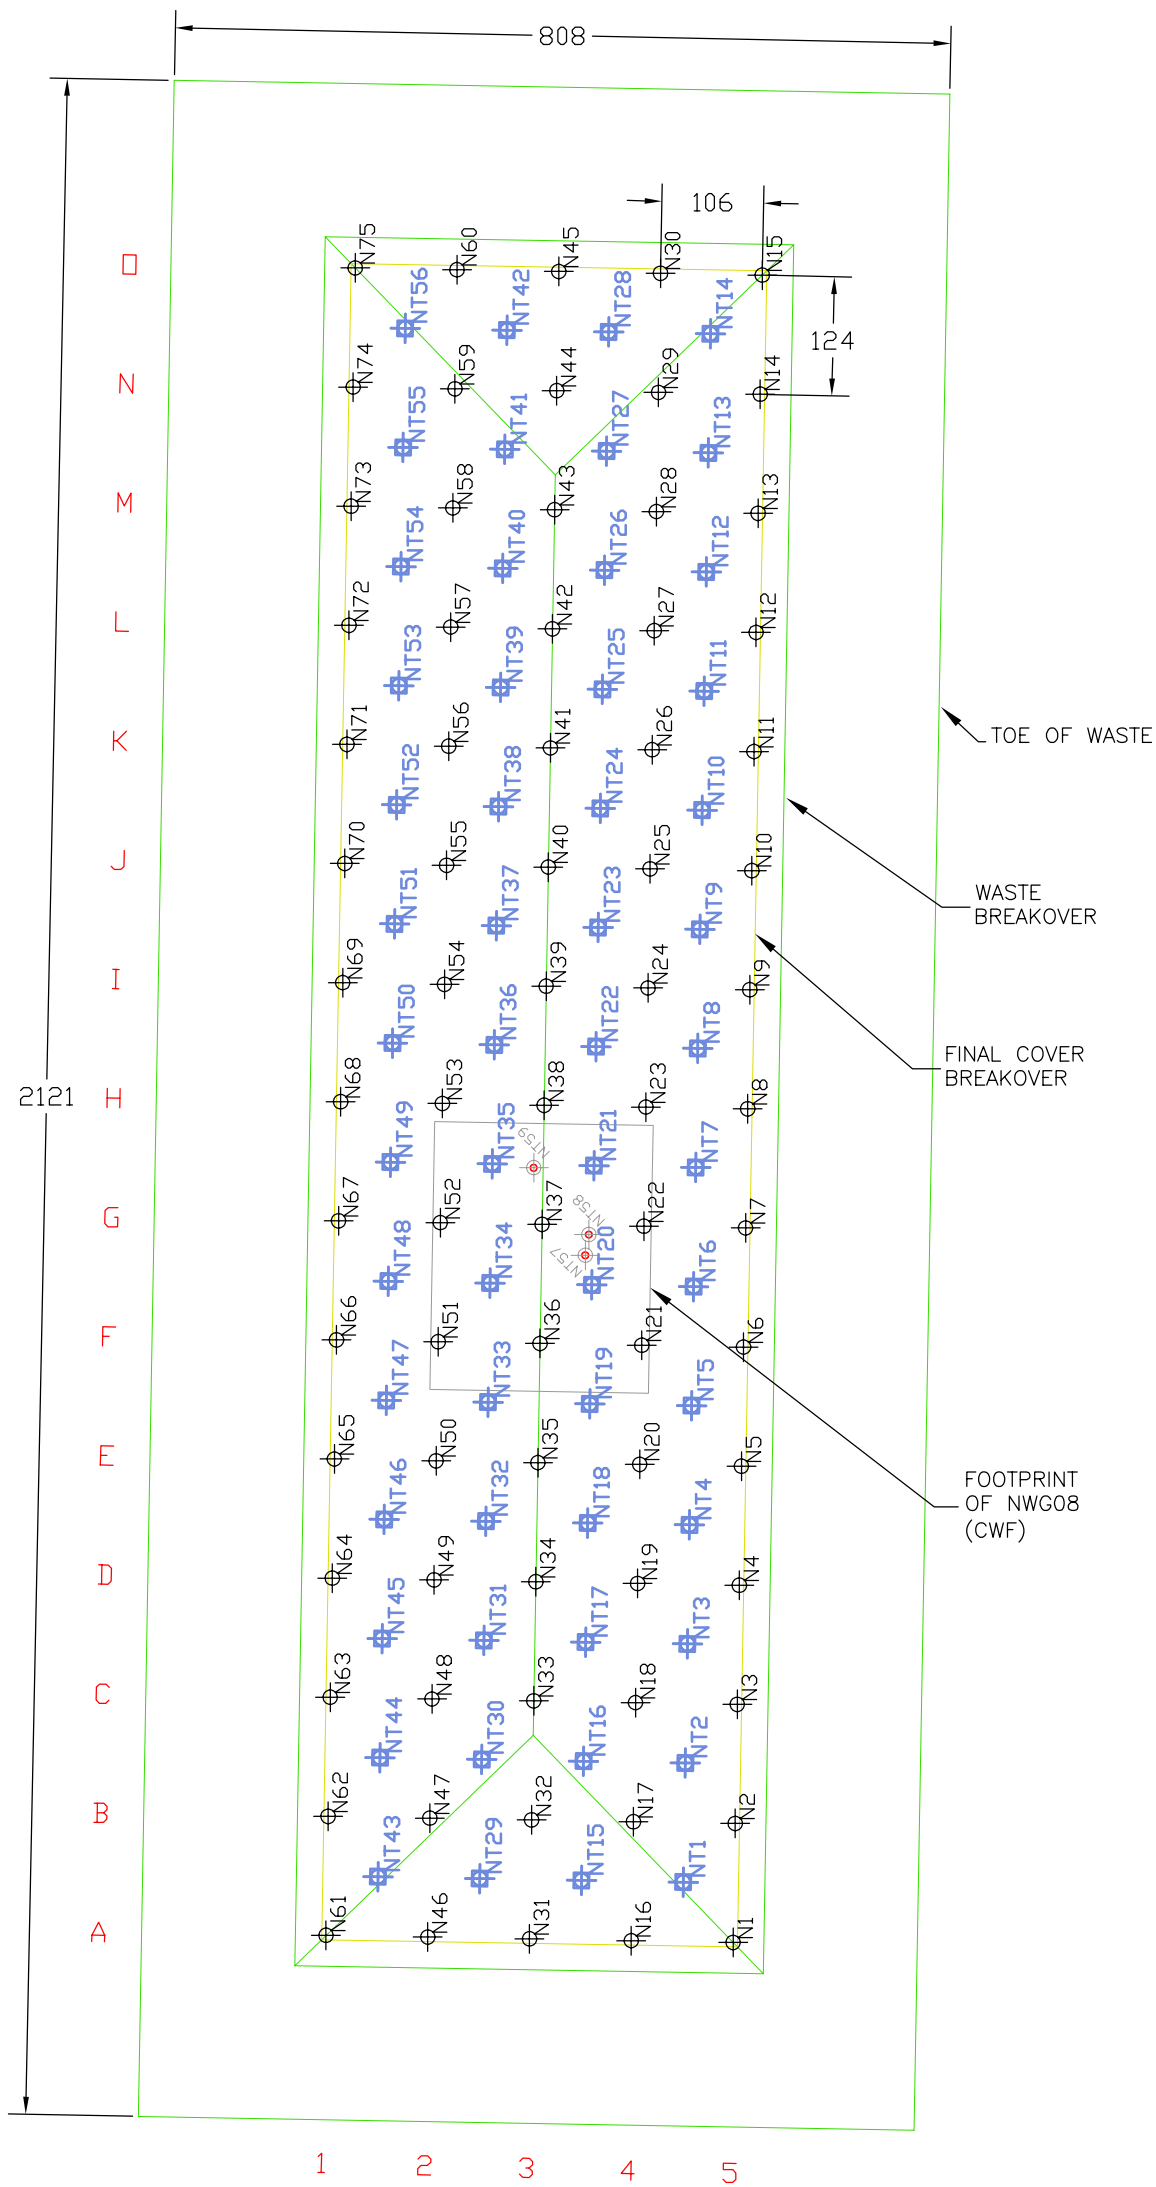 808
106
N75 N60 N45 N30 N15
O
NT56 NT42 NT28 NT14
124
N74 N59 N44 N29 N14
N
NT55 NT41 NT27 NT13
N73 N58 N43 N28 N13
M
NT54 NT40 NT26 NT12
N72 N57 N42 N27 N12
L
NT53 NT39 NT25 NT11
N71 N56 N41 N26 N11
K
TOE OF WASTE
NT52 NT38 NT24 NT10
N70 N55 N40 N25 N10
J
WASTE
BREAKOVER
NT51 NT37 NT23 NT9
N69 N54 N39 N24 N9
I
NT50 NT36 NT22 NT8
FINAL COVER
BREAKOVER
N68 N53 N38 N23 N8
H
2121
NT49 NT35 NT59 NT21 NT7
N67 N52 N37 N22 N7
G
NT58
NT57
NT48 NT34 NT20 NT6
N66 N51 N36 N21 N6
F
NT47 NT33 NT19 NT5
N65 N50 N35 N20 N5
E
FOOTPRINT
OF NWG08
(CWF)
NT46 NT32 NT18 NT4
N64 N49 N34 N19 N4
D
NT45 NT31 NT17 NT3
N63 N48 N33 N18 N3
C
NT44 NT30 NT16 NT2
N62 N47 N32 N17 N2
B
NT43 NT29 NT15 NT1
N61 N46 N31 N16 N1
A
1 2 3 4 5